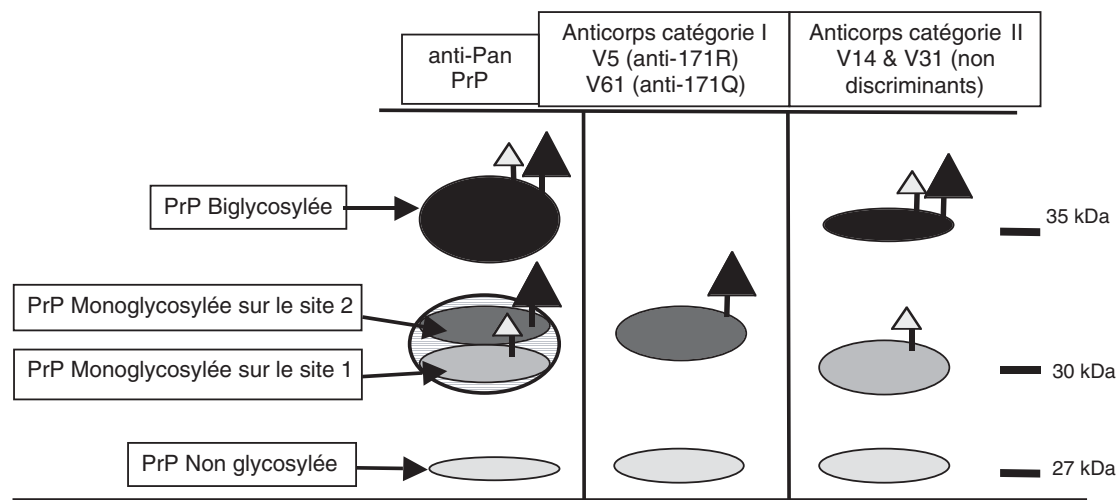 anti-Pan
PrP
Anticorps catégorie I
V5 (anti-171R)
V61 (anti-171Q)
Anticorps catégorie II
V14 & V31 (non
discriminants)
PrP Biglycosylée
35 kDa
PrP Monoglycosylée sur le site 2
PrP Monoglycosylée sur le site 1
30 kDa
PrP Non glycosylée
27 kDa